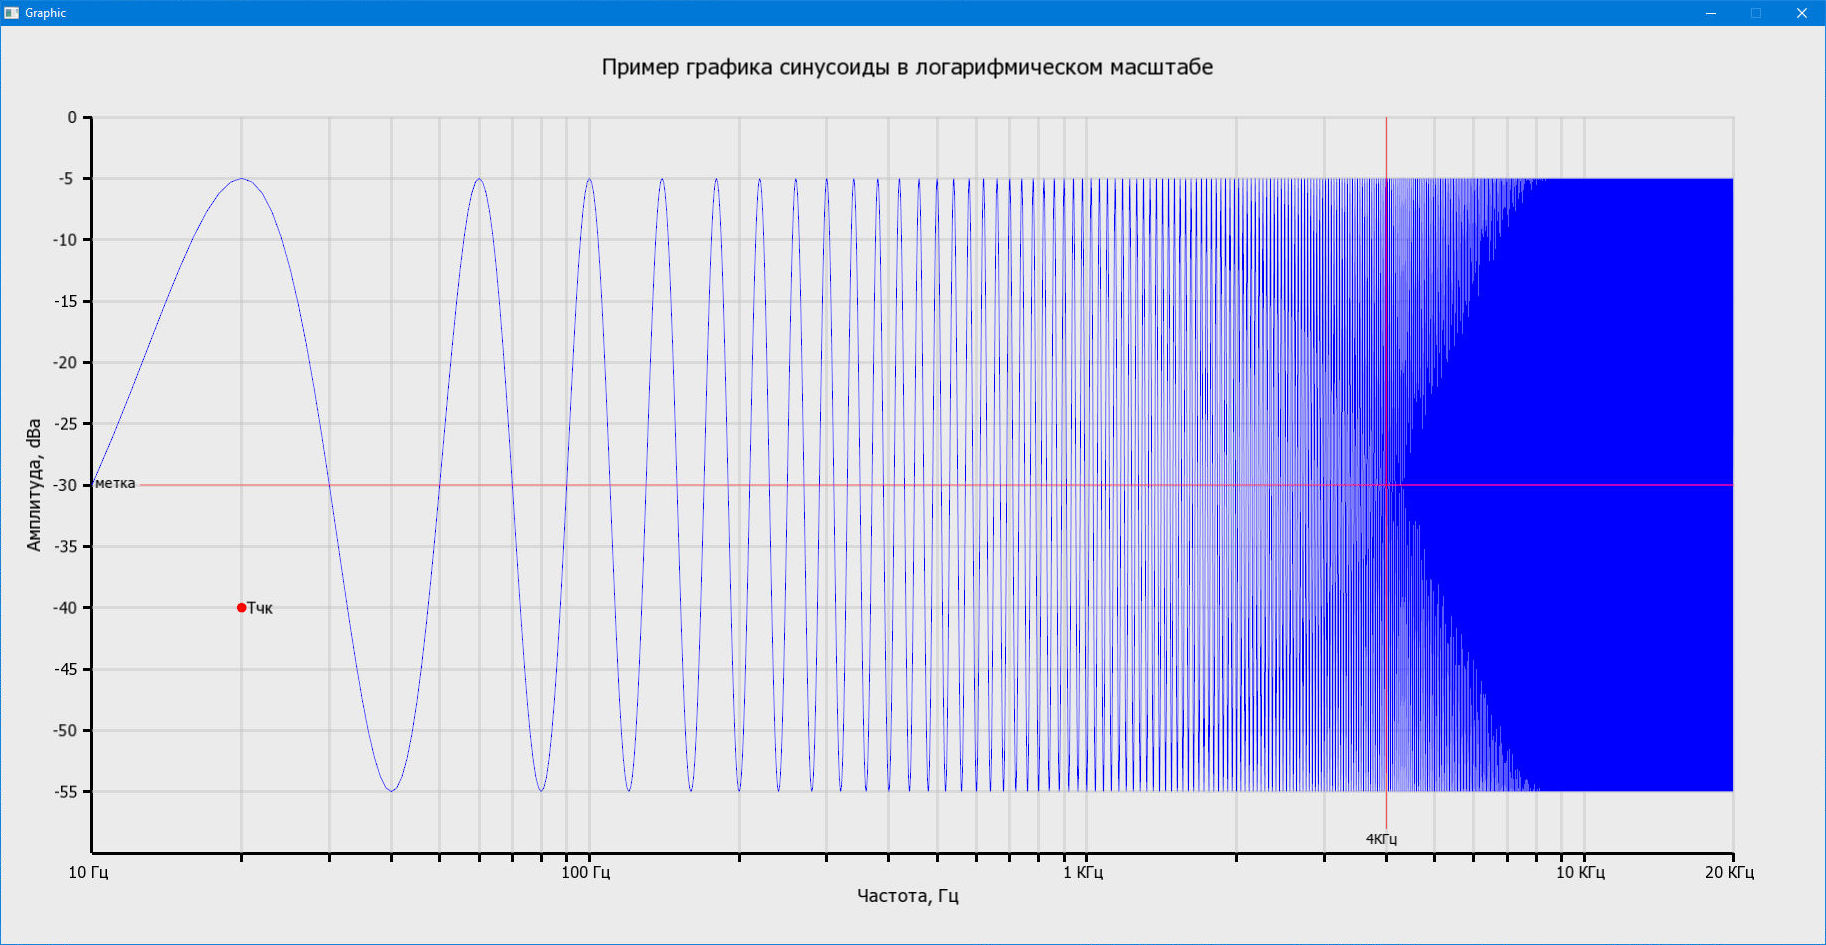 Graphic
Пример графика синусоиды в логарифмическом масштабе
0
-5
-10
-15
-20
-25
-30
-35
-40
-45
-50
-55
Амплитуда, dBa
метка
Тчк
4КГц
10 Гц
100 Гц
1 КГц
10 КГц
20 КГц
Частота, Гц